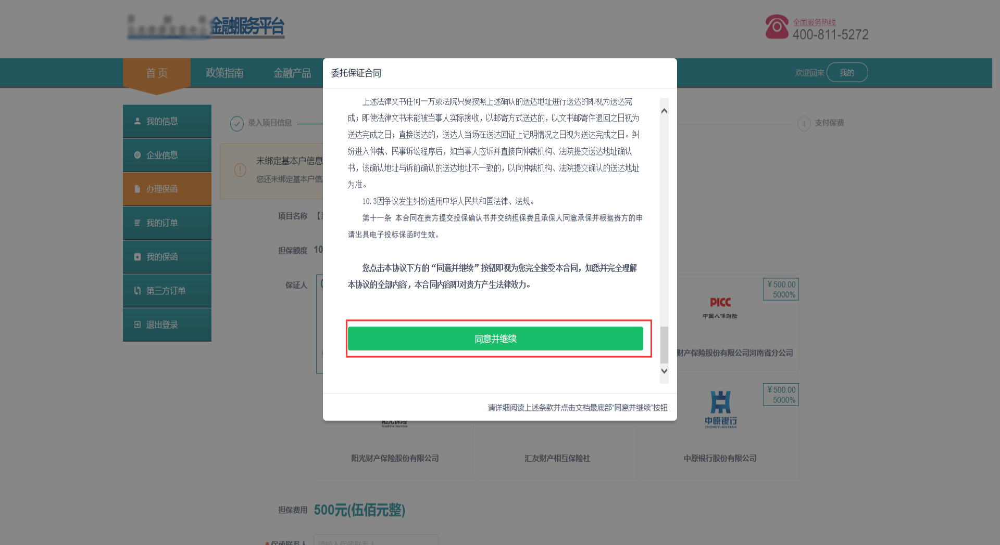 金融服务平台
全国服务热线
400-811-5272
首页
政策指南
金融产品
欢迎回来
我的
我的信息
企业信息
办理保函
我的订单
我的保函
第三方订单
退出登录
录入项目信息
4 支付保费
未绑定基本户信息
您还未绑定基本户信
项目名称
担保额度 10
保证人
委托保证合同
上述法律文书任何一方或法院只要按照上述确认的送达地址进行送达的即视为送达完
成；即使法律文书未能被当事人实际接收，以邮寄方式送达的，以文书邮寄件退回之日视为
送达完成之日；直接送达的，送达人当场在送达回证上记明情况之日视为送达完成之日。纠
纷进入仲裁、民事诉讼程序后，如当事人应诉并直接向仲裁机构、法院提交送达地址确认
书，该确认地址与诉前确认的送达地址不一致的，以向仲裁机构、法院提交确认的送达地址
为准。
10.3因争议发生纠纷适用中华人民共和国法律、法规。
第十一条 本合同在贵方提交投保确认书并交纳担保费且承保人同意承保并根据贵方的申
请出具电子投标保函时生效。
您点击本协议下方的“同意并继续”按钮即视为您完全接受本合同，知悉并完全理解
本协议的全部内容，本合同内容即对贵方产生法律效力。
同意并继续
请详细阅读上述条款并点击文档最底部“同意并继续”按钮
¥500.00
5000%
PICC
中国人保财险
财产保险股份有限公司河南省分公司
¥500.00
5000%
阳光保险
Sunshine Insurance
中原银行
ZHONGYUAN BANK
阳光财产保险股份有限公司
汇友财产相互保险社
中原银行股份有限公司
担保费用 500元(伍佰元整)
*保函联系人 请输入保函联系人